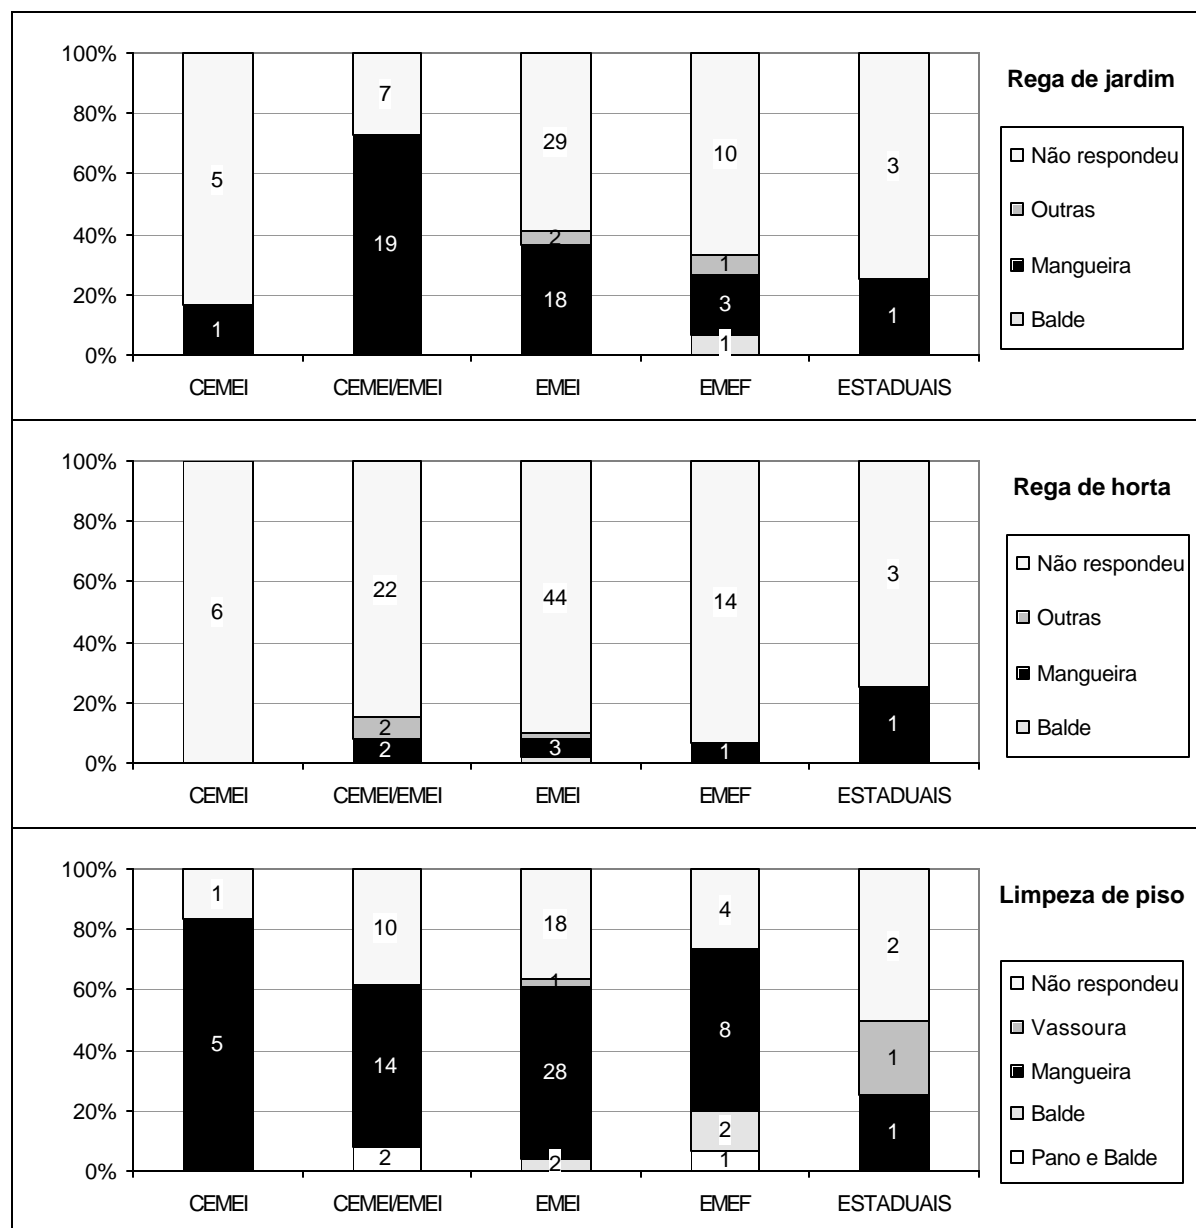 Rega de jardim
100%
80%
60%
40%
20%
0%
5
1
7
19
29
2
18
10
1
3
1
3
1
CEMEI
CEMEI/EMEI
EMEI
EMEF
ESTADUAIS
Não respondeu
Outras
Mangueira
Balde
Rega de horta
100%
80%
60%
40%
20%
0%
6
22
2
2
44
3
14
1
3
1
CEMEI
CEMEI/EMEI
EMEI
EMEF
ESTADUAIS
Não respondeu
Outras
Mangueira
Balde
Limpeza de piso
100%
80%
60%
40%
20%
0%
1
5
10
14
2
18
1
28
2
4
8
2
1
2
1
1
CEMEI
CEMEI/EMEI
EMEI
EMEF
ESTADUAIS
Não respondeu
Vassoura
Mangueira
Balde
Pano e Balde